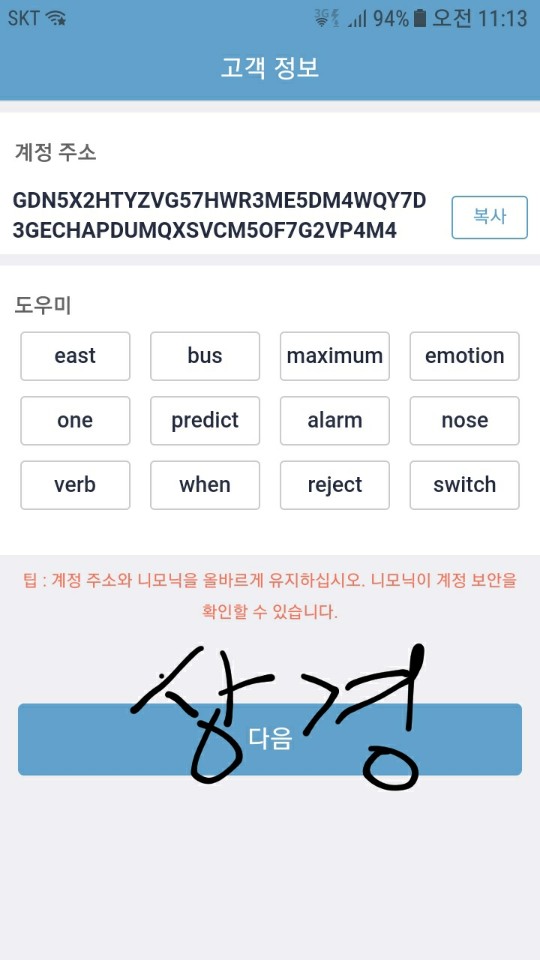 SKT 3G 94% 오전 11:13
고객 정보
계정 주소
GDN5X2HTYZVG57HWR3ME5DM4WQY7D
3GECHAPDUMQXSVCM5OF7G2VP4M4
복사
도우미
east bus maximum emotion
one predict alarm nose
verb when reject switch
팁 : 계정 주소와 니모닉을 올바르게 유지하십시오. 니모닉이 계정 보안을
확인할 수 있습니다.
다음